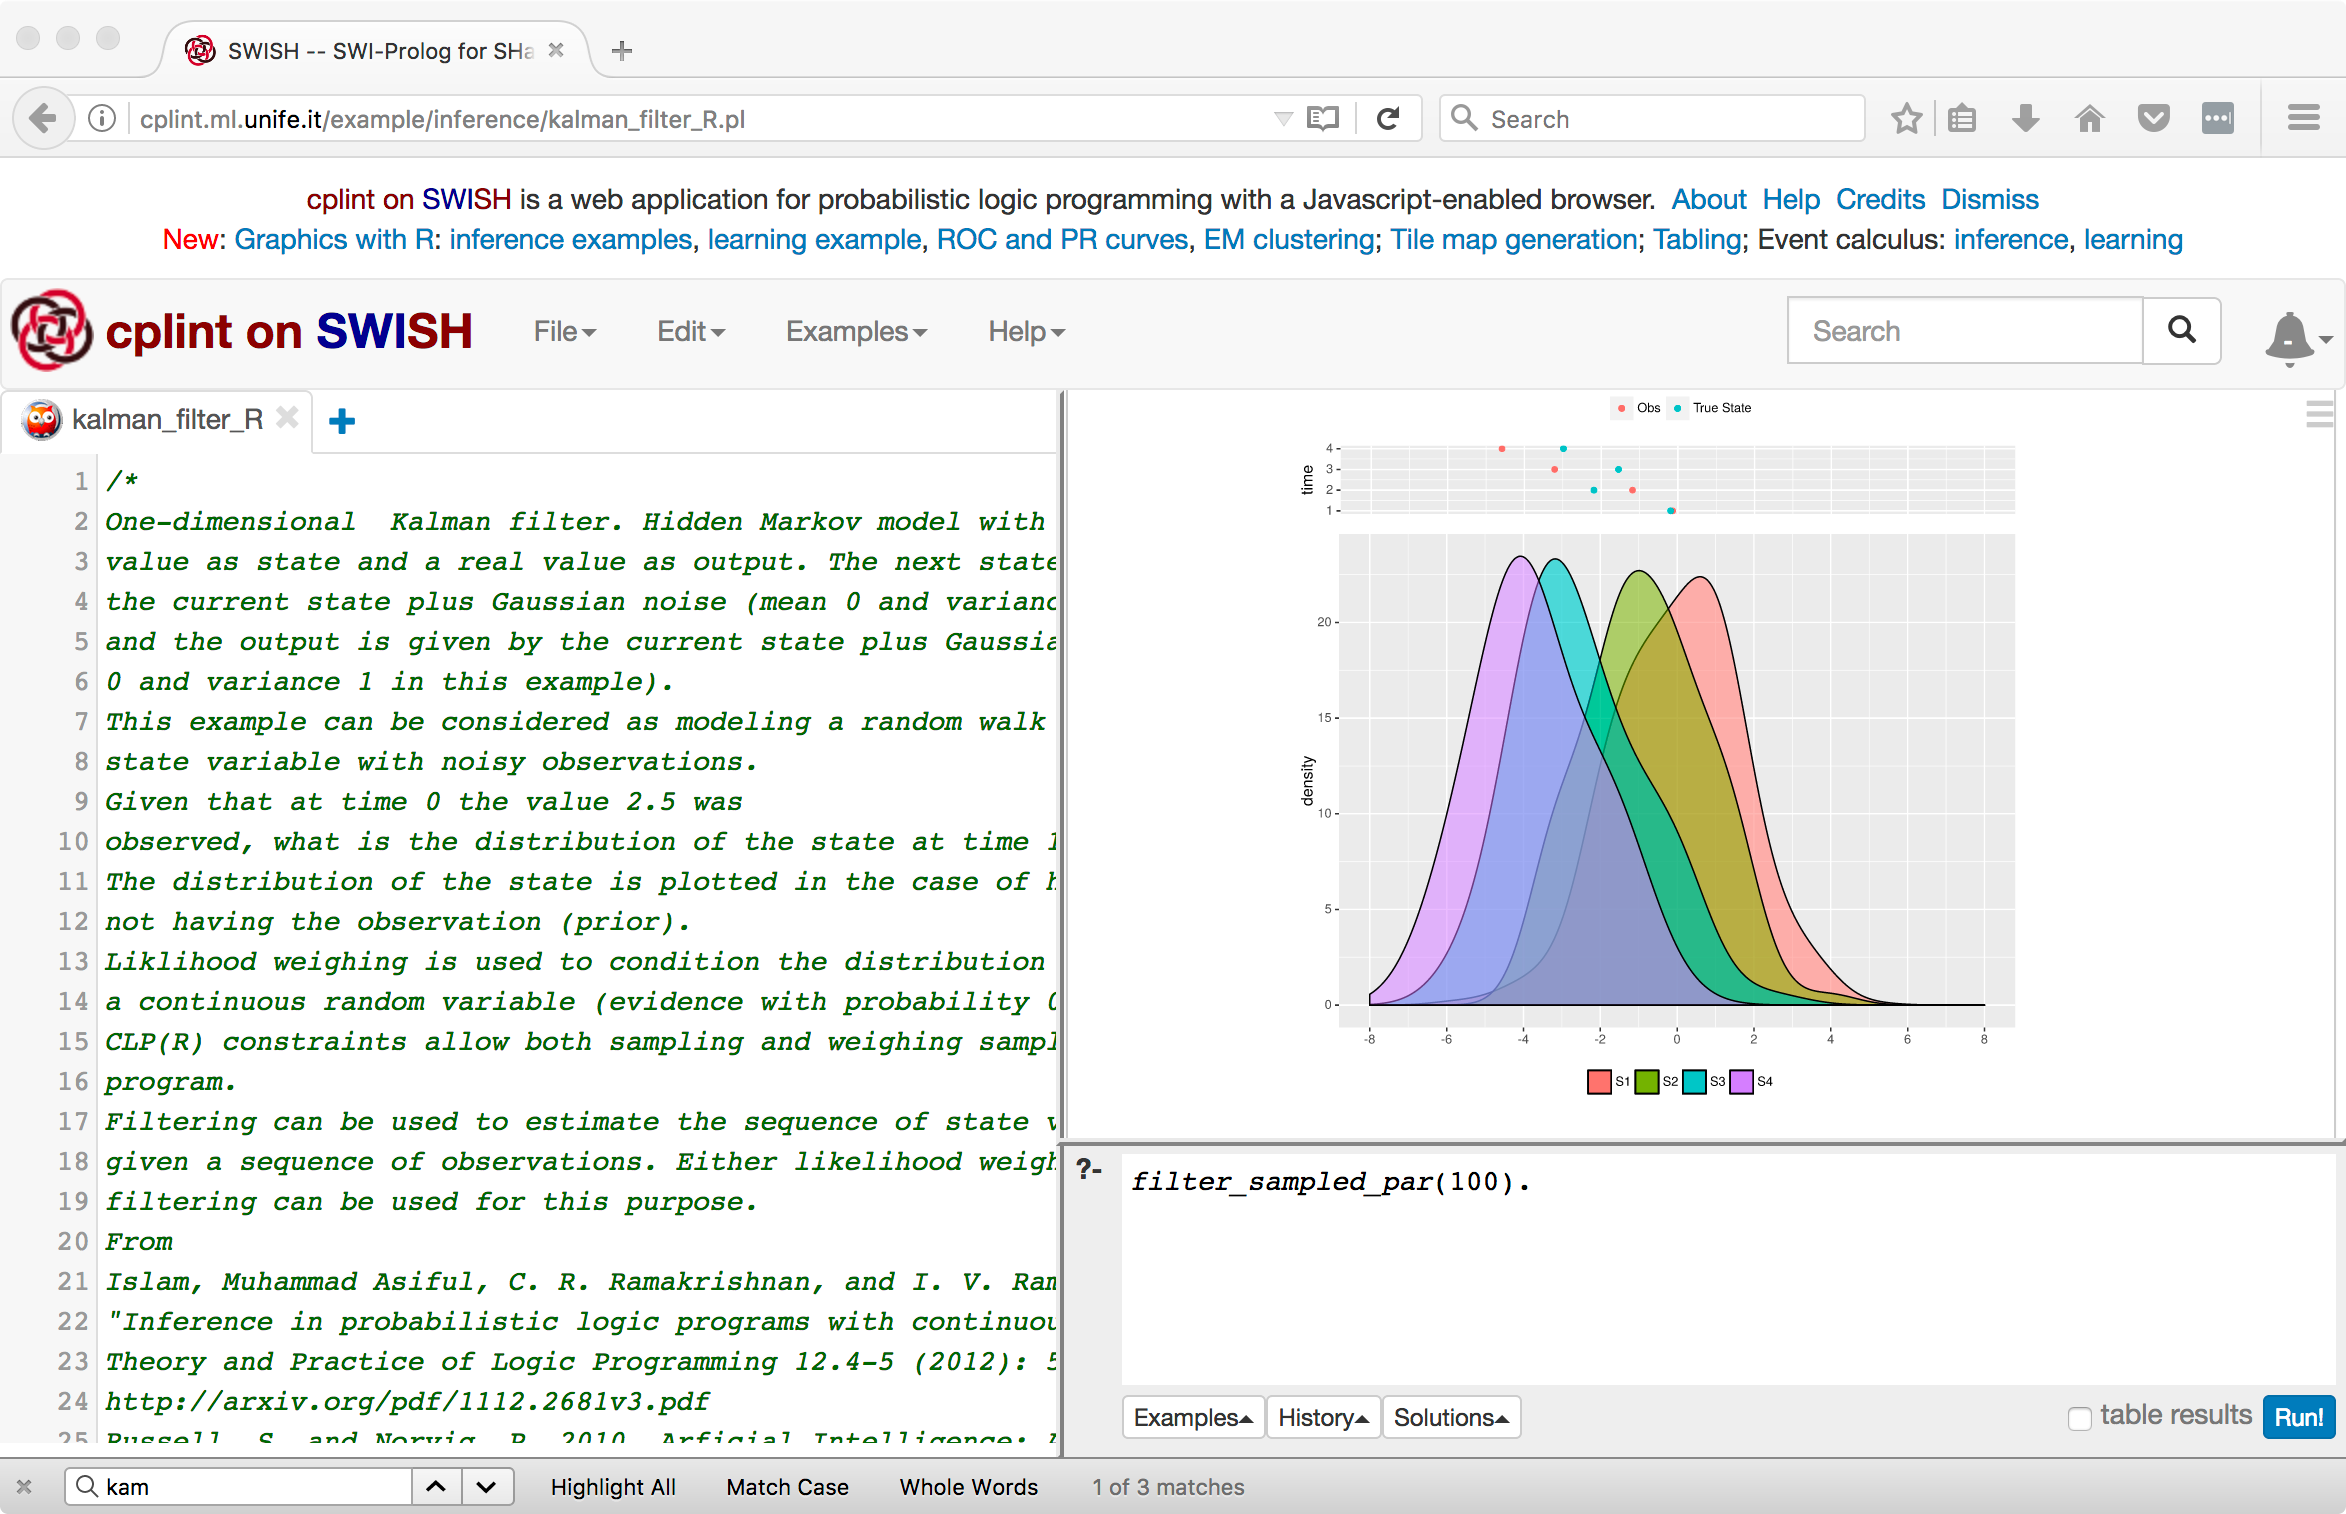 SWISH -- SWI-Prolog for SHa
cplint.ml.unife.it/example/inference/kalman_filter_R.pl
Search
cplint on SWISH is a web application for probabilistic logic programming with a Javascript-enabled browser. About Help Credits Dismiss
New: Graphics with R: inference examples, learning example, ROC and PR curves, EM clustering; Tile map generation; Tabling; Event calculus: inference, learning
cplint on SWISH
File
Edit
Examples
Help
Search
kalman_filter_R
1 /*
2 One-dimensional  Kalman filter. Hidden Markov model with
3 value as state and a real value as output. The next state
4 the current state plus Gaussian noise (mean 0 and varianc
5 and the output is given by the current state plus Gaussia
6 0 and variance 1 in this example).
7 This example can be considered as modeling a random walk
8 state variable with noisy observations.
9 Given that at time 0 the value 2.5 was
10 observed, what is the distribution of the state at time 1
11 The distribution of the state is plotted in the case of h
12 not having the observation (prior).
13 Liklihood weighing is used to condition the distribution
14 a continuous random variable (evidence with probability 0
15 CLP(R) constraints allow both sampling and weighing sampl
16 program.
17 Filtering can be used to estimate the sequence of state v
18 given a sequence of observations. Either likelihood weigh
19 filtering can be used for this purpose.
20 From
21 Islam, Muhammad Asiful, C. R. Ramakrishnan, and I. V. Ram
22 "Inference in probabilistic logic programs with continuou
23 Theory and Practice of Logic Programming 12.4-5 (2012): 5
24 http://arxiv.org/pdf/1112.2681v3.pdf
25 Russell, S. and Norvig, P. 2010. Arficial Intelligence: A
Obs True State
time
4
3
2
1
density
20
15
10
5
0
-8 -6 -4 -2 0 2 4 6 8
S1 S2 S3 S4
?- filter_sampled_par(100).
Examples History Solutions
table results Run!
kam
Highlight All Match Case Whole Words 1 of 3 matches